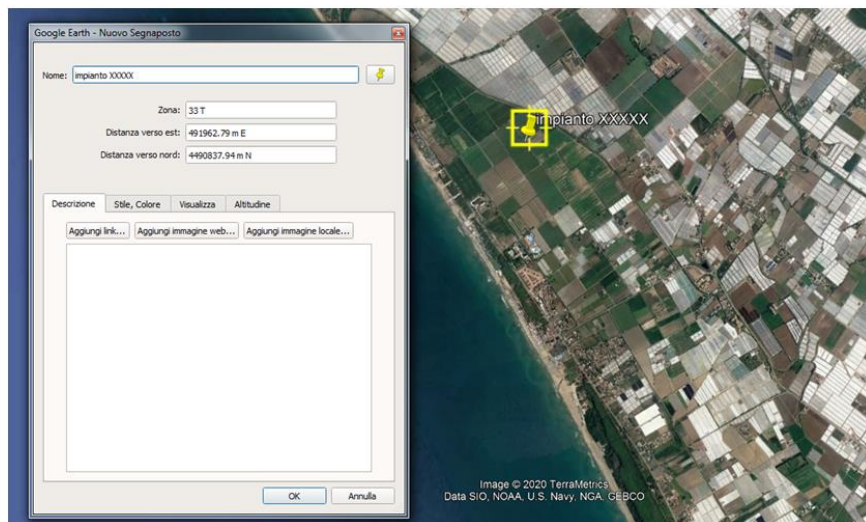 Google Earth - Nuovo Segnaposto
Nome: impianto XXXXX
Zona: 33 T
Distanza verso est: 491962.79 m E
Distanza verso nord: 4490837.94 m N
Descrizione Stile, Colore Visualizza Altitudine
Aggiungi link... Aggiungi immagine web... Aggiungi immagine locale...
OK Annulla
impianto XXXXX
Image © 2020 TerraMetrics
Data SIO, NOAA, U.S. Navy, NGA, GEBCO